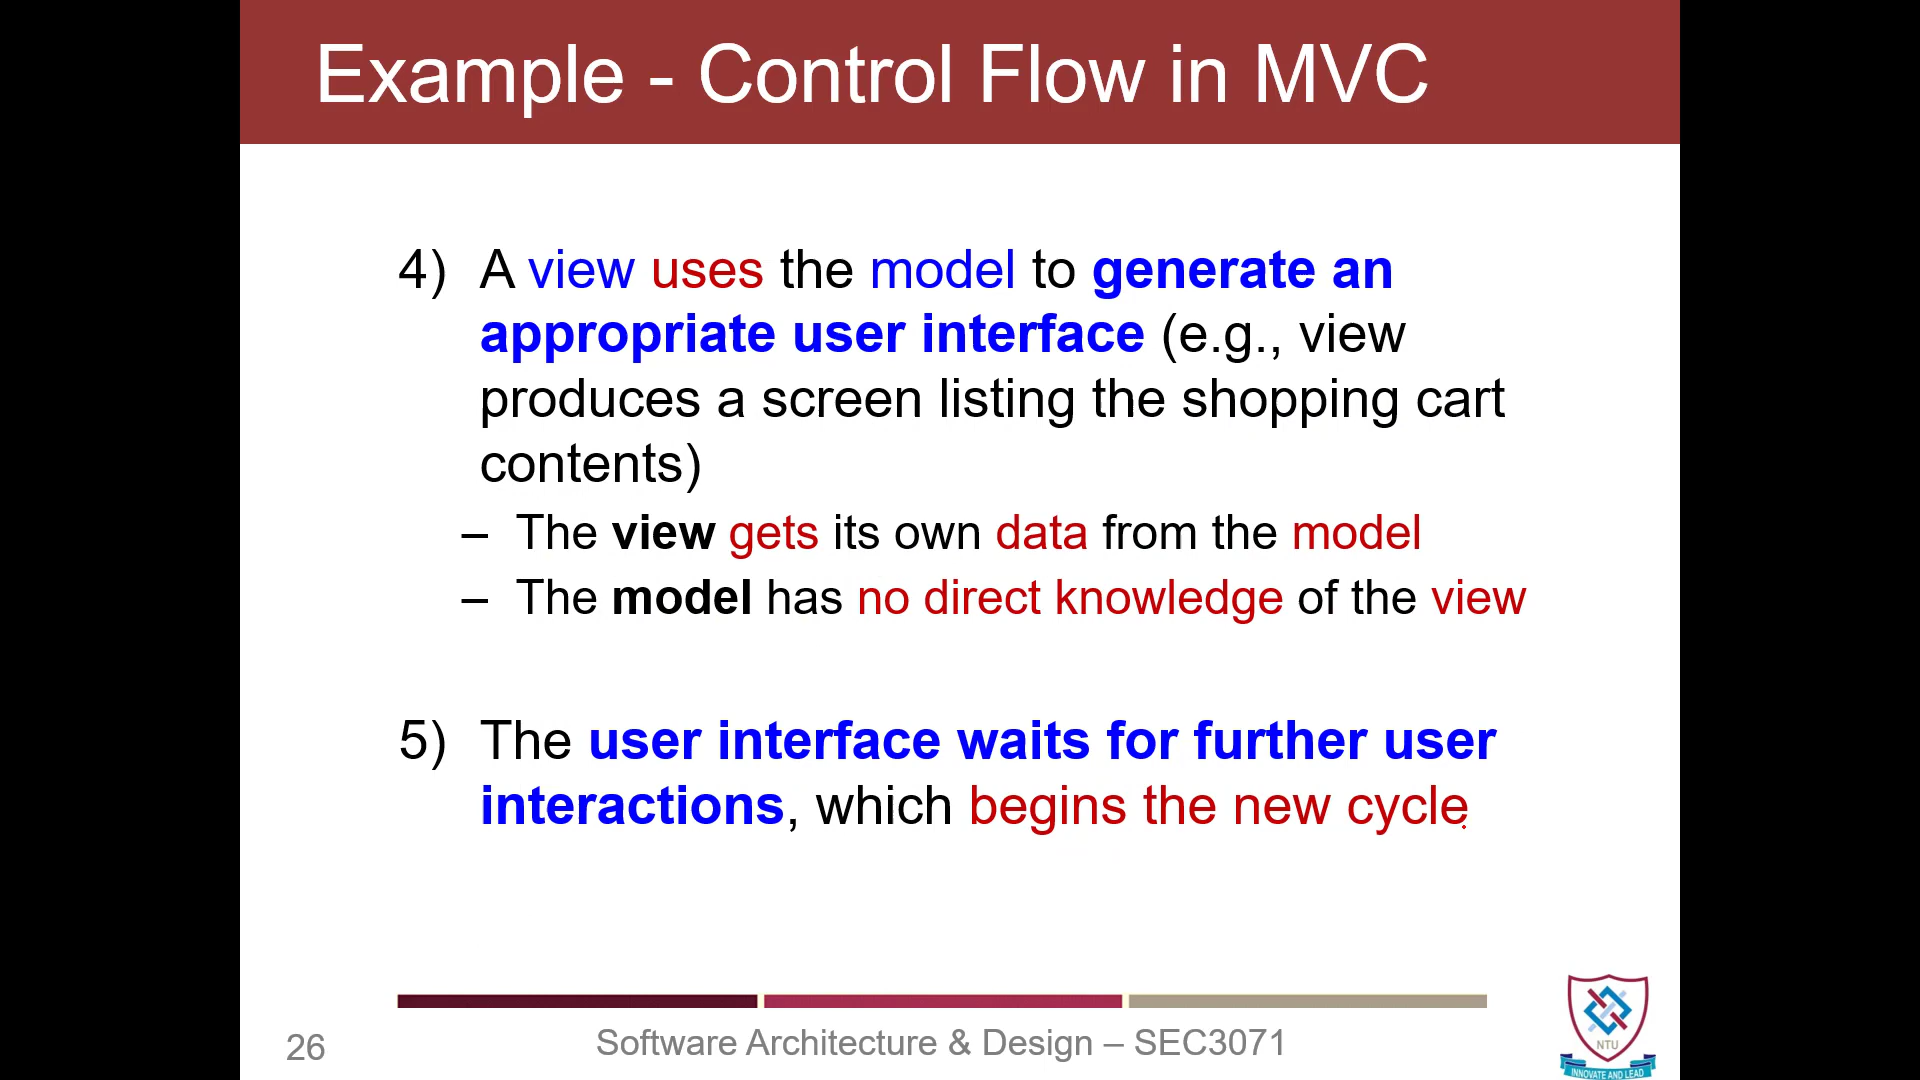 Example - Control Flow in MVC
4) A view uses the model to generate an
appropriate user interface (e.g., view
produces a screen listing the shopping cart
contents)
– The view gets its own data from the model
– The model has no direct knowledge of the view
5) The user interface waits for further user
interactions, which begins the new cycle
26
Software Architecture & Design – SEC3071
NTU
INNOVATE AND LEAD